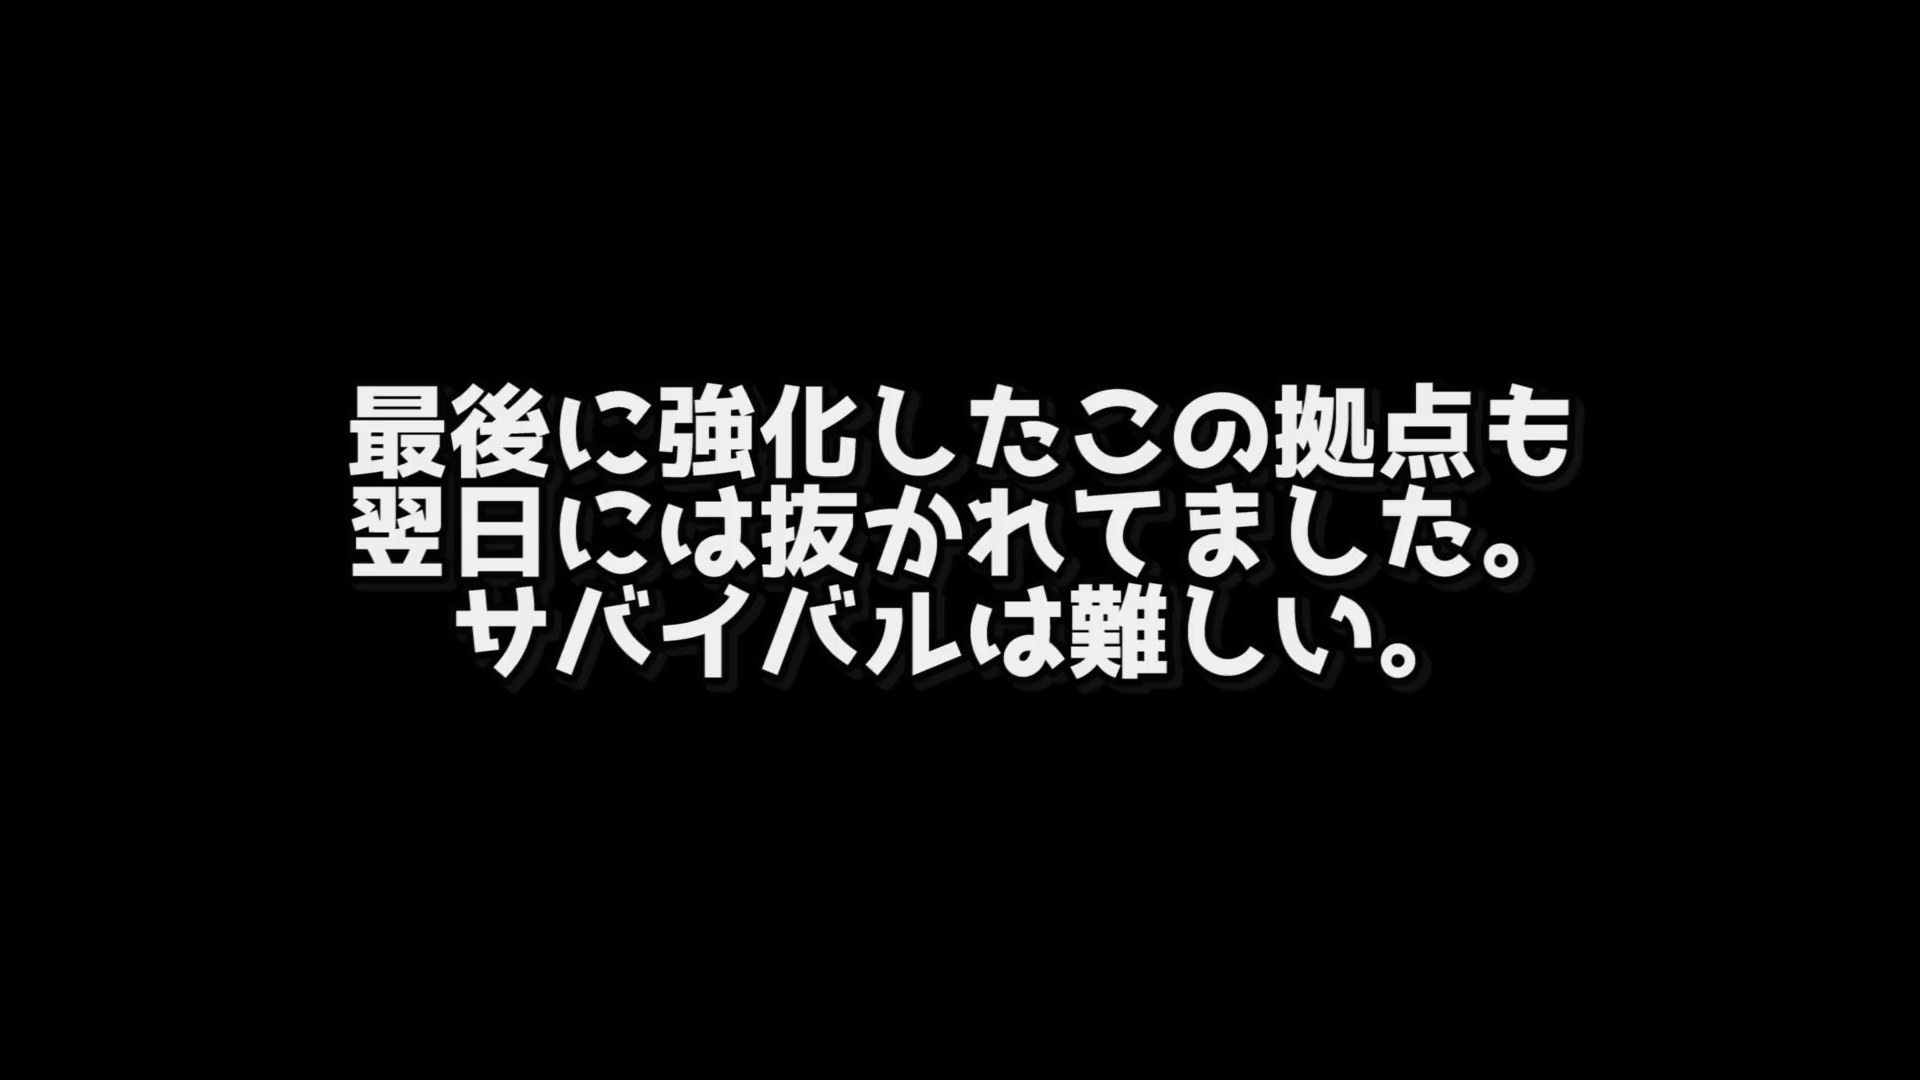 最後に強化したこの拠点も
翌日には抜かれてました。
サバイバルは難しい。